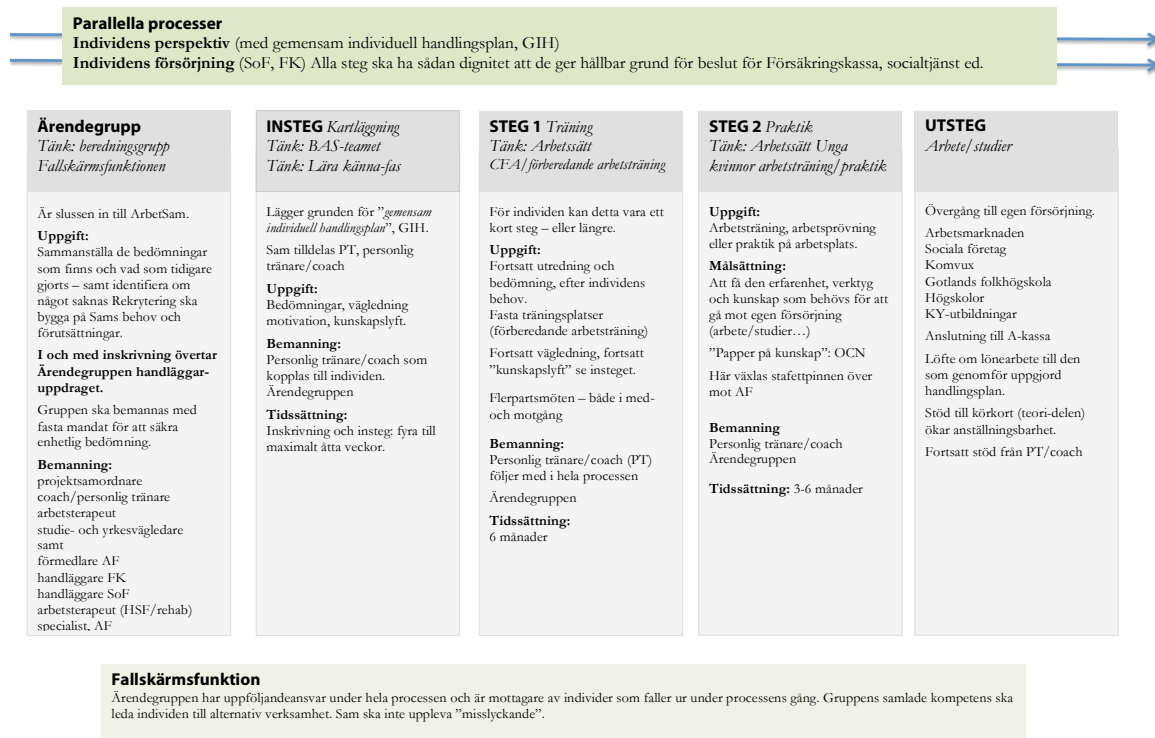 Parallella processer
Individens perspektiv (med gemensam individuell handlingsplan, GIH)
Individens försörjning (SoF, FK) Alla steg ska ha sådan dignitet att de ger hållbar grund för beslut för Försäkringskassa, socialtjänst ed.
Ärendegrupp
Tänk: beredningsgrupp
Fallskärmsfunktionen
Är slussen in till ArbetSam.
Uppgift:
Sammanställa de bedömningar
som finns och vad som tidigare
gjorts – samt identifiera om
något saknas Rekrytering ska
bygga på Sams behov och
förutsättningar.
I och med inskrivning övertar
Ärendegruppen handläggar-
uppdraget.
Gruppen ska bemannas med
fasta mandat för att säkra
enhetlig bedömning.
Bemanning:
projektsamordnare
coach/personlig tränare
arbetsterapeut
studie- och yrkesvägledare
samt
förmedlare AF
handläggare FK
handläggare SoF
arbetsterapeut (HSF/rehab)
specialist, AF
INSTEG Kartläggning
Tänk: BAS-teamet
Tänk: Lära känna-fas
Lägger grunden för ”gemensam
individuell handlingsplan”, GIH.
Sam tilldelas PT, personlig
tränare/coach
Uppgift:
Bedömningar, vägledning
motivation, kunskapslyft.
Bemanning:
Personlig tränare/coach som
kopplas till individen.
Ärendegruppen
Tidssättning:
Inskrivning och insteg: fyra till
maximalt åtta veckor.
STEG 1 Träning
Tänk: Arbetssätt
CFA/förberedande arbetsträning
För individen kan detta vara ett
kort steg – eller längre.
Uppgift:
Fortsatt utredning och
bedömning, efter individens
behov.
Fasta träningsplatser
(förberedande arbetsträning)
Fortsatt vägledning, fortsatt
”kunskapslyft” se insteget.
Flerpartsmöten – både i med-
och motgång
Bemanning:
Personlig tränare/coach (PT)
följer med i hela processen
Ärendegruppen
Tidssättning:
6 månader
STEG 2 Praktik
Tänk: Arbetssätt Unga
kvinnor arbetsträning/praktik
Uppgift:
Arbetsträning, arbetsprövning
eller praktik på arbetsplats.
Målsättning:
Att få den erfarenhet, verktyg
och kunskap som behövs för att
gå mot egen försörjning
(arbete/studier…)
”Papper på kunskap”: OCN
Här växlas stafettpinnen över
mot AF
Bemanning
Personlig tränare/coach
Ärendegruppen
Tidssättning: 3-6 månader
UTSTEG
Arbete/studier
Övergång till egen försörjning.
Arbetsmarknaden
Sociala företag
Komvux
Gotlands folkhögskola
Högskolor
KY-utbildningar
Anslutning till A-kassa
Löfte om lönearbete till den
som genomför uppgjord
handlingsplan.
Stöd till körkort (teori-delen)
ökar anställningsbarhet.
Fortsatt stöd från PT/coach
Fallskärmsfunktion
Ärendegruppen har uppföljandeansvar under hela processen och är mottagare av individer som faller ur under processens gång. Gruppens samlade kompetens ska
leda individen till alternativ verksamhet. Sam ska inte uppleva ”misslyckande”.